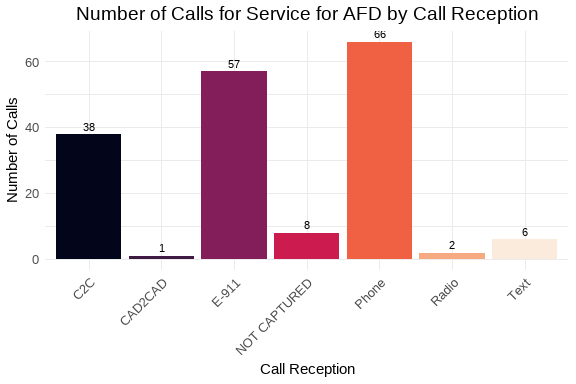 Number of Calls for Service for AFD by Call Reception
Number of Calls
60
40
20
0
38
1
57
8
66
2
6
C2C
CAD2CAD
E-911
NOT CAPTURED
Phone
Radio
Text
Call Reception